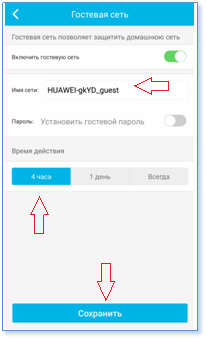 Гостевая сеть
Гостевая сеть позволяет защитить домашнюю сеть
Включить гостевую сеть
Имя сети: HUAWEI-gkYD_guest
Пароль: Установить гостевой пароль
Время действия
4 часа 1 день Всегда
Сохранить